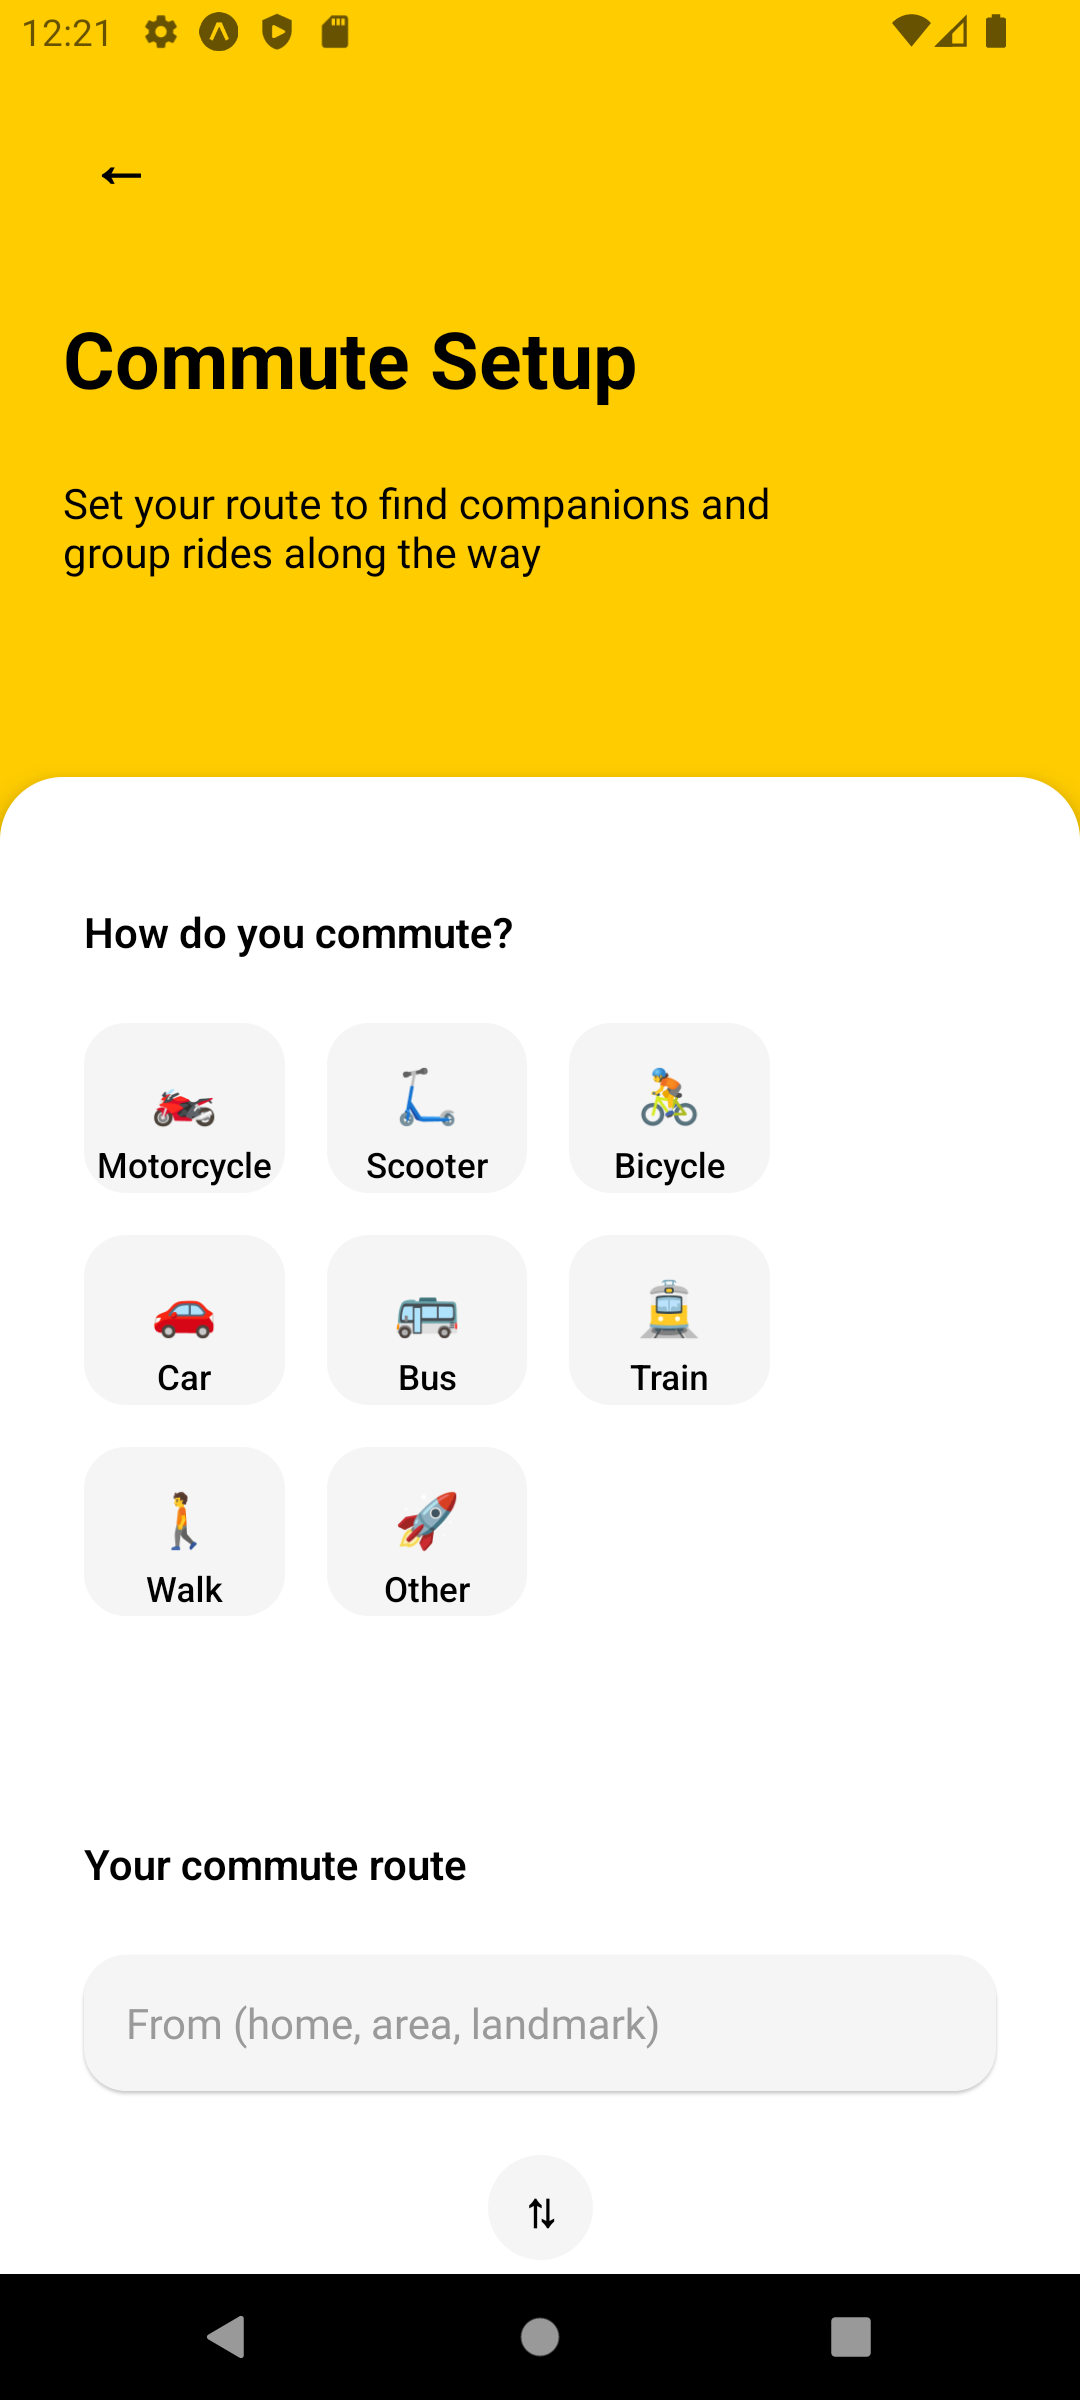 12:21
←
Commute Setup
Set your route to find companions and
group rides along the way
How do you commute?
Motorcycle
Scooter
Bicycle
Car
Bus
Train
Walk
Other
Your commute route
From (home, area, landmark)
⇅